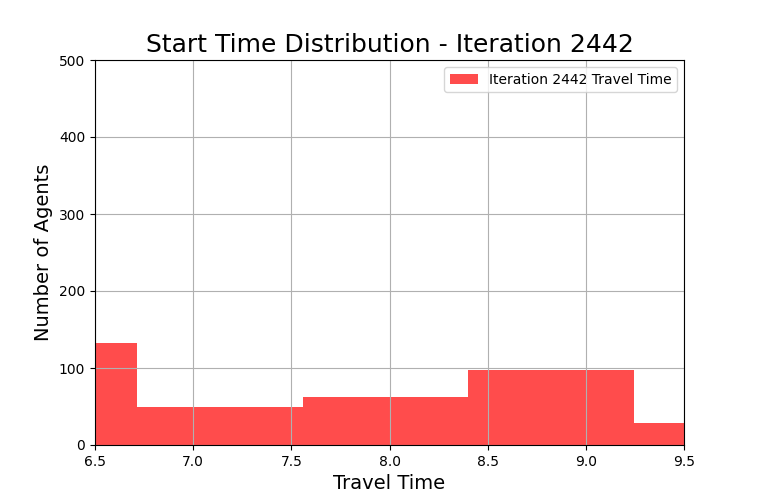 Start Time Distribution - Iteration 2442
Iteration 2442 Travel Time
Number of Agents
500
400
300
200
100
0
6.5 7.0 7.5 8.0 8.5 9.0 9.5
Travel Time